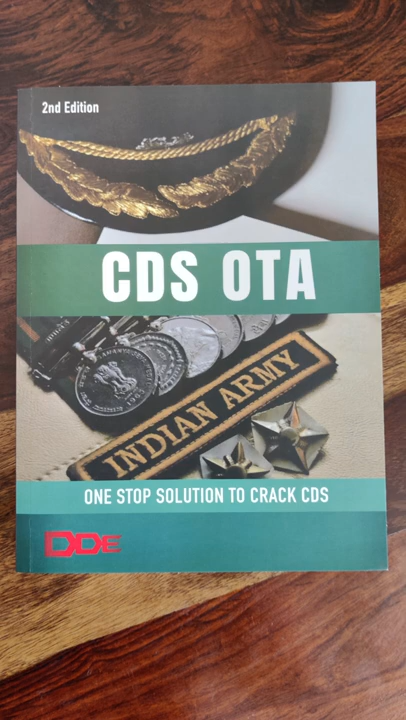 2nd Edition
CDS OTA
INDIAN ARMY
ONE STOP SOLUTION TO CRACK CDS
DDE